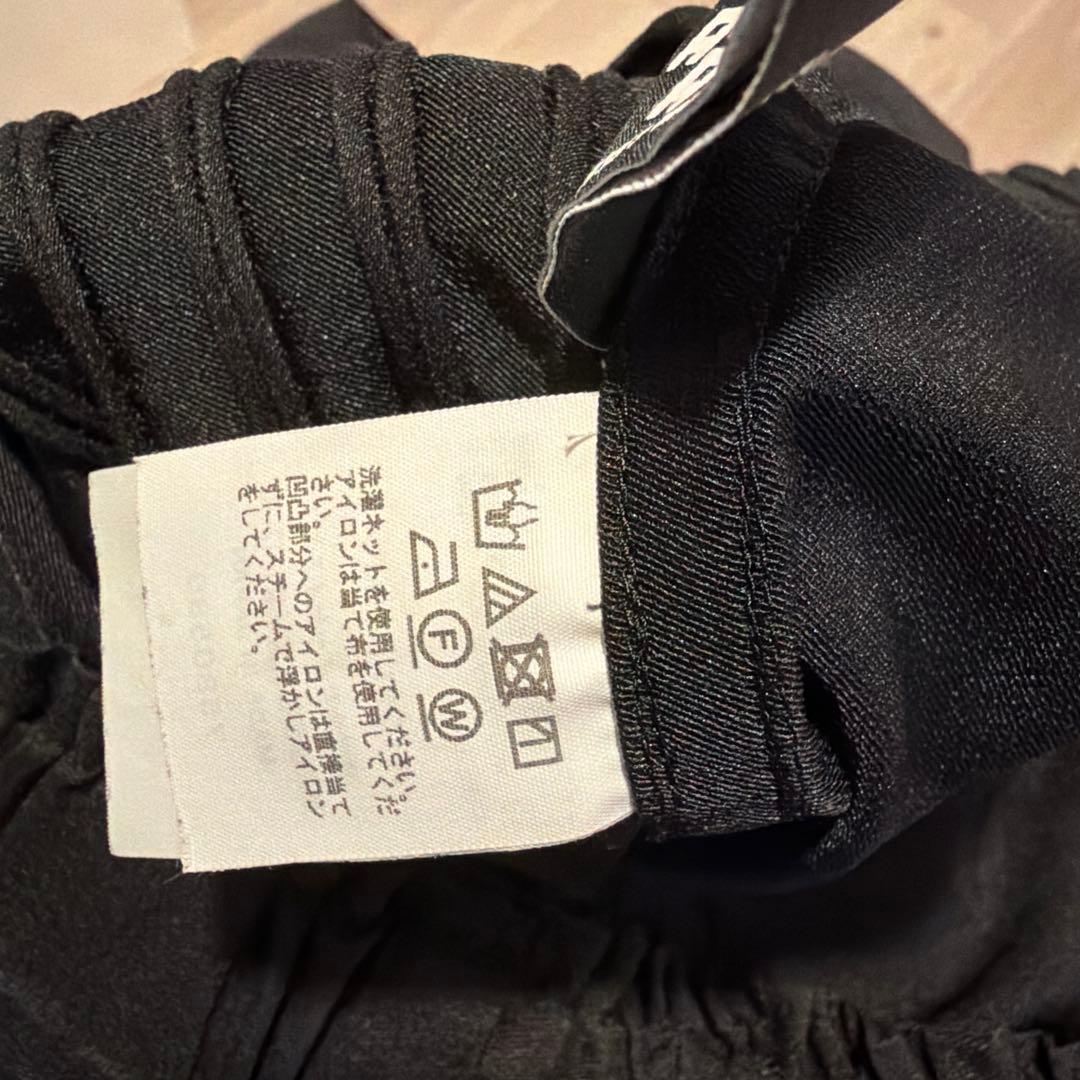 F W
洗濯ネットを使用してください。
アイロンは当て布を使用してくだ
さい。
凹凸部分へのアイロンは直接当て
ずに、スチームで浮かしアイロン
をしてください。